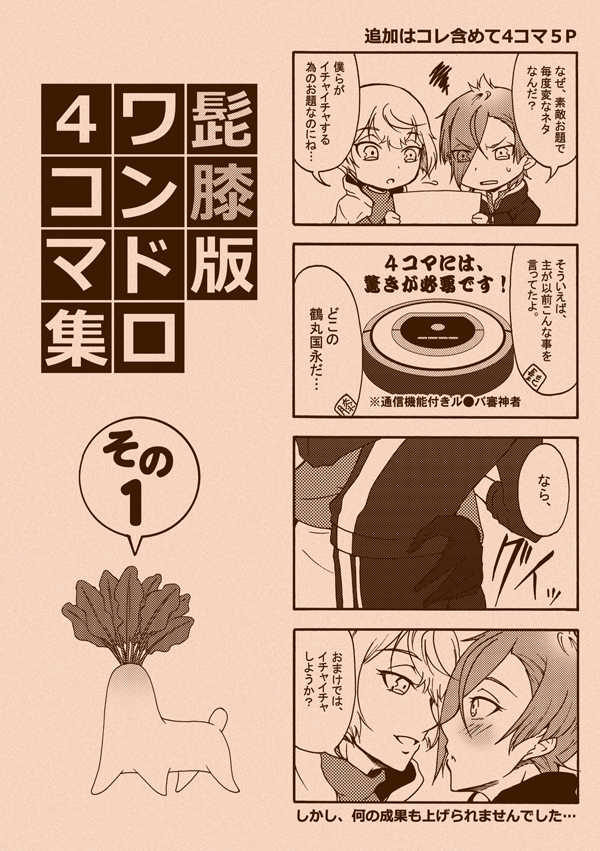 追加はコレ含めて4コマ5P
髭膝版
ワンドロ
4コマ集
その
1
なぜ、素敵お題で
毎度変なネタ
なんだ?
僕らが
イチャイチャする
為のお題なのにね…
そういえば、
主が以前こんな事を
言ってたよ。
髭
4コマには、
驚きが必要です!
※通信機能付きル●バ審神者
どこの
鶴丸国永だ…
膝
なら、
グイッ
おまけでは、
イチャイチャ
しようか?
しかし、何の成果も上げられませんでした…